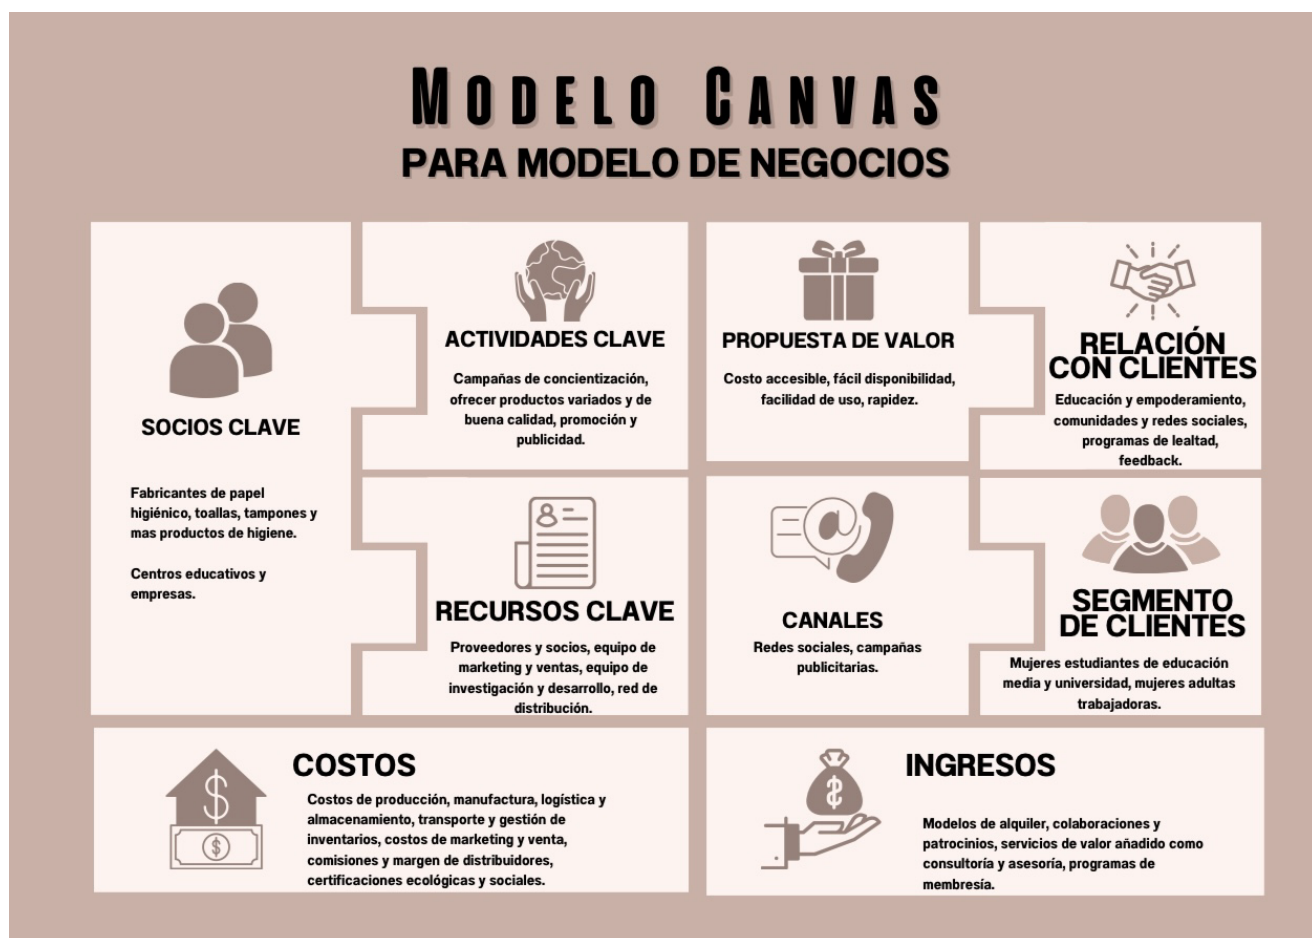 MODELO CANVAS
PARA MODELO DE NEGOCIOS
SOCIOS CLAVE
Fabricantes de papel
higiénico, toallas, tampones y
mas productos de higiene.
Centros educativos y
empresas.
ACTIVIDADES CLAVE
Campañas de concientización,
ofrecer productos variados y de
buena calidad, promoción y
publicidad.
RECURSOS CLAVE
Proveedores y socios, equipo de
marketing y ventas, equipo de
investigación y desarrollo, red de
distribución.
PROPUESTA DE VALOR
Costo accesible, fácil disponibilidad,
facilidad de uso, rapidez.
CANALES
Redes sociales, campañas
publicitarias.
RELACIÓN
CON CLIENTES
Educación y empoderamiento,
comunidades y redes sociales,
programas de lealtad,
feedback.
SEGMENTO
DE CLIENTES
Mujeres estudiantes de educación
media y universidad, mujeres adultas
trabajadoras.
COSTOS
Costos de producción, manufactura, logística y
almacenamiento, transporte y gestión de
inventarios, costos de marketing y venta,
comisiones y margen de distribuidores,
certificaciones ecológicas y sociales.
INGRESOS
Modelos de alquiler, colaboraciones y
patrocinios, servicios de valor añadido como
consultoría y asesoría, programas de
membresía.